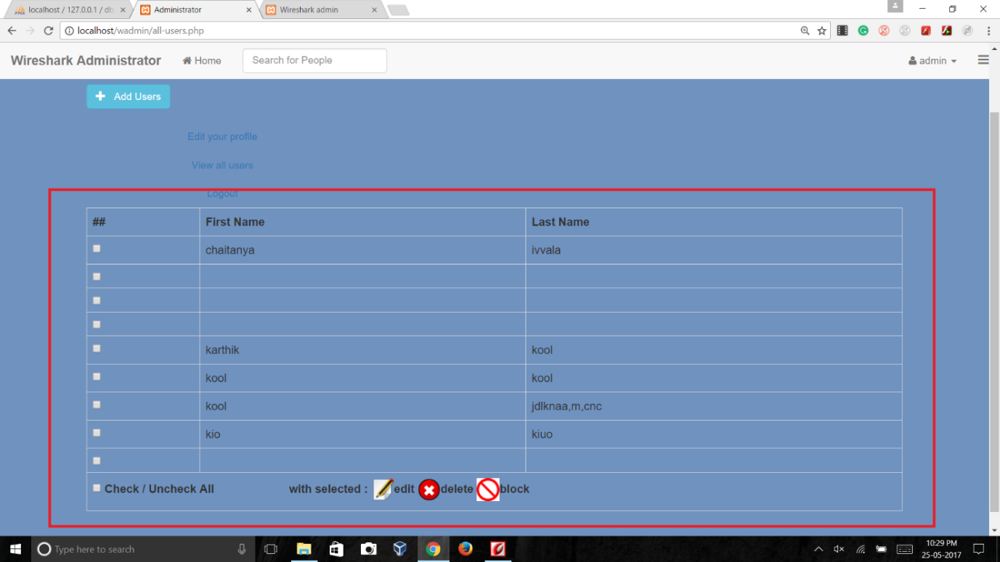 localhost / 127.0.0.1 / db
Administrator
Wireshark admin
localhost/wadmin/all-users.php
Wireshark Administrator
Home
Search for People
admin
Add Users
Edit your profile
View all users
Logout
## First Name Last Name
chaitanya ivvala
karthik kool
kool kool
kool jdlknaa,m,cnc
kio kiuo
Check / Uncheck All with selected : edit delete block
Type here to search
10:29 PM
25-05-2017